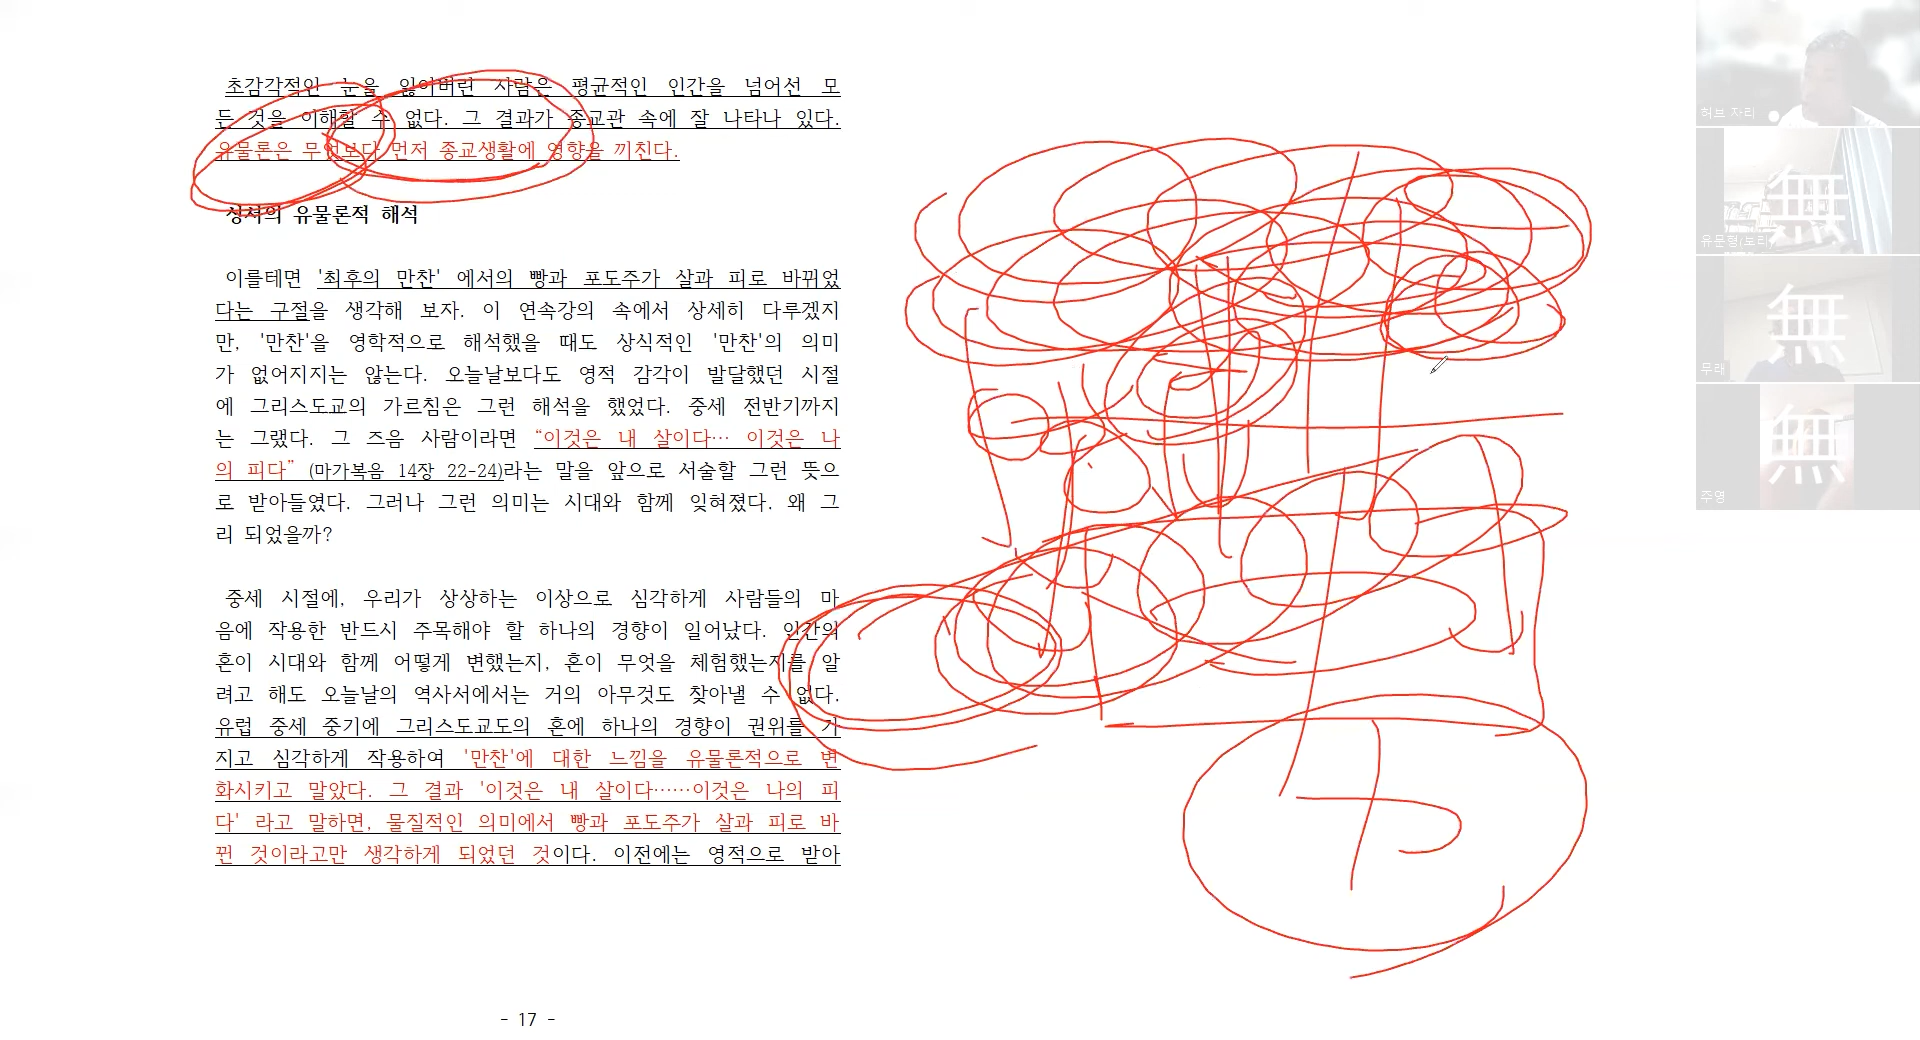 초감각적인 눈을 잃어버린 사람은 평균적인 인간을 넘어선 모
든 것을 이해할 수 없다. 그 결과가 종교관 속에 잘 나타나 있다.
유물론은 무엇보다 먼저 종교생활에 영향을 끼친다.
성서의 유물론적 해석
이를테면 '최후의 만찬' 에서의 빵과 포도주가 살과 피로 바뀌었
다는 구절을 생각해 보자. 이 연속강의 속에서 상세히 다루겠지
만, '만찬'을 영학적으로 해석했을 때도 상식적인 '만찬'의 의미
가 없어지지는 않는다. 오늘날보다도 영적 감각이 발달했던 시절
에 그리스도교의 가르침은 그런 해석을 했었다. 중세 전반기까지
는 그랬다. 그 즈음 사람이라면 “이것은 내 살이다… 이것은 나
의 피다” (마가복음 14장 22-24)라는 말을 앞으로 서술할 그런 뜻으
로 받아들였다. 그러나 그런 의미는 시대와 함께 잊혀졌다. 왜 그
리 되었을까?
중세 시절에, 우리가 상상하는 이상으로 심각하게 사람들의 마
음에 작용한 반드시 주목해야 할 하나의 경향이 일어났다. 인간의
혼이 시대와 함께 어떻게 변했는지, 혼이 무엇을 체험했는지를 알
려고 해도 오늘날의 역사서에서는 거의 아무것도 찾아낼 수 없다.
유럽 중세 중기에 그리스도교도의 혼에 하나의 경향이 권위를 가
지고 심각하게 작용하여 '만찬'에 대한 느낌을 유물론적으로 변
화시키고 말았다. 그 결과 '이것은 내 살이다……이것은 나의 피
다' 라고 말하면, 물질적인 의미에서 빵과 포도주가 살과 피로 바
뀐 것이라고만 생각하게 되었던 것이다. 이전에는 영적으로 받아
- 17 -
허브 자리
無
유문형(보리)
無
무래
無
주영